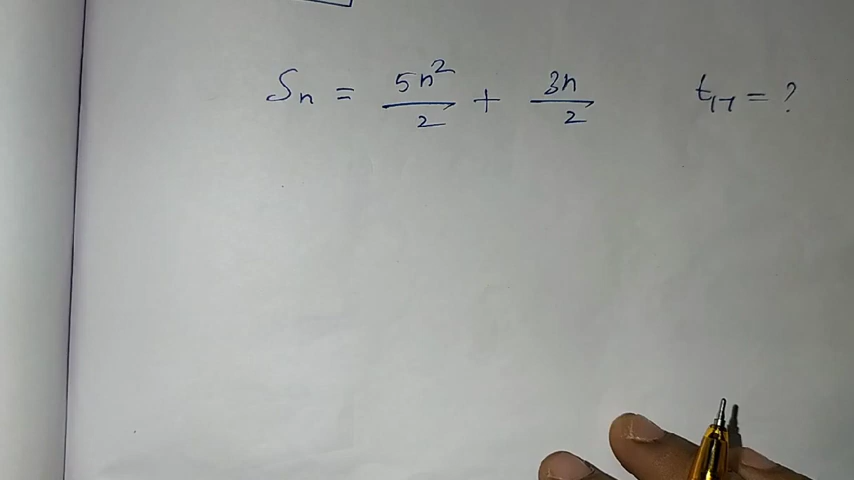 Sn = 5n²/2 + 3n/2 t17 = ?